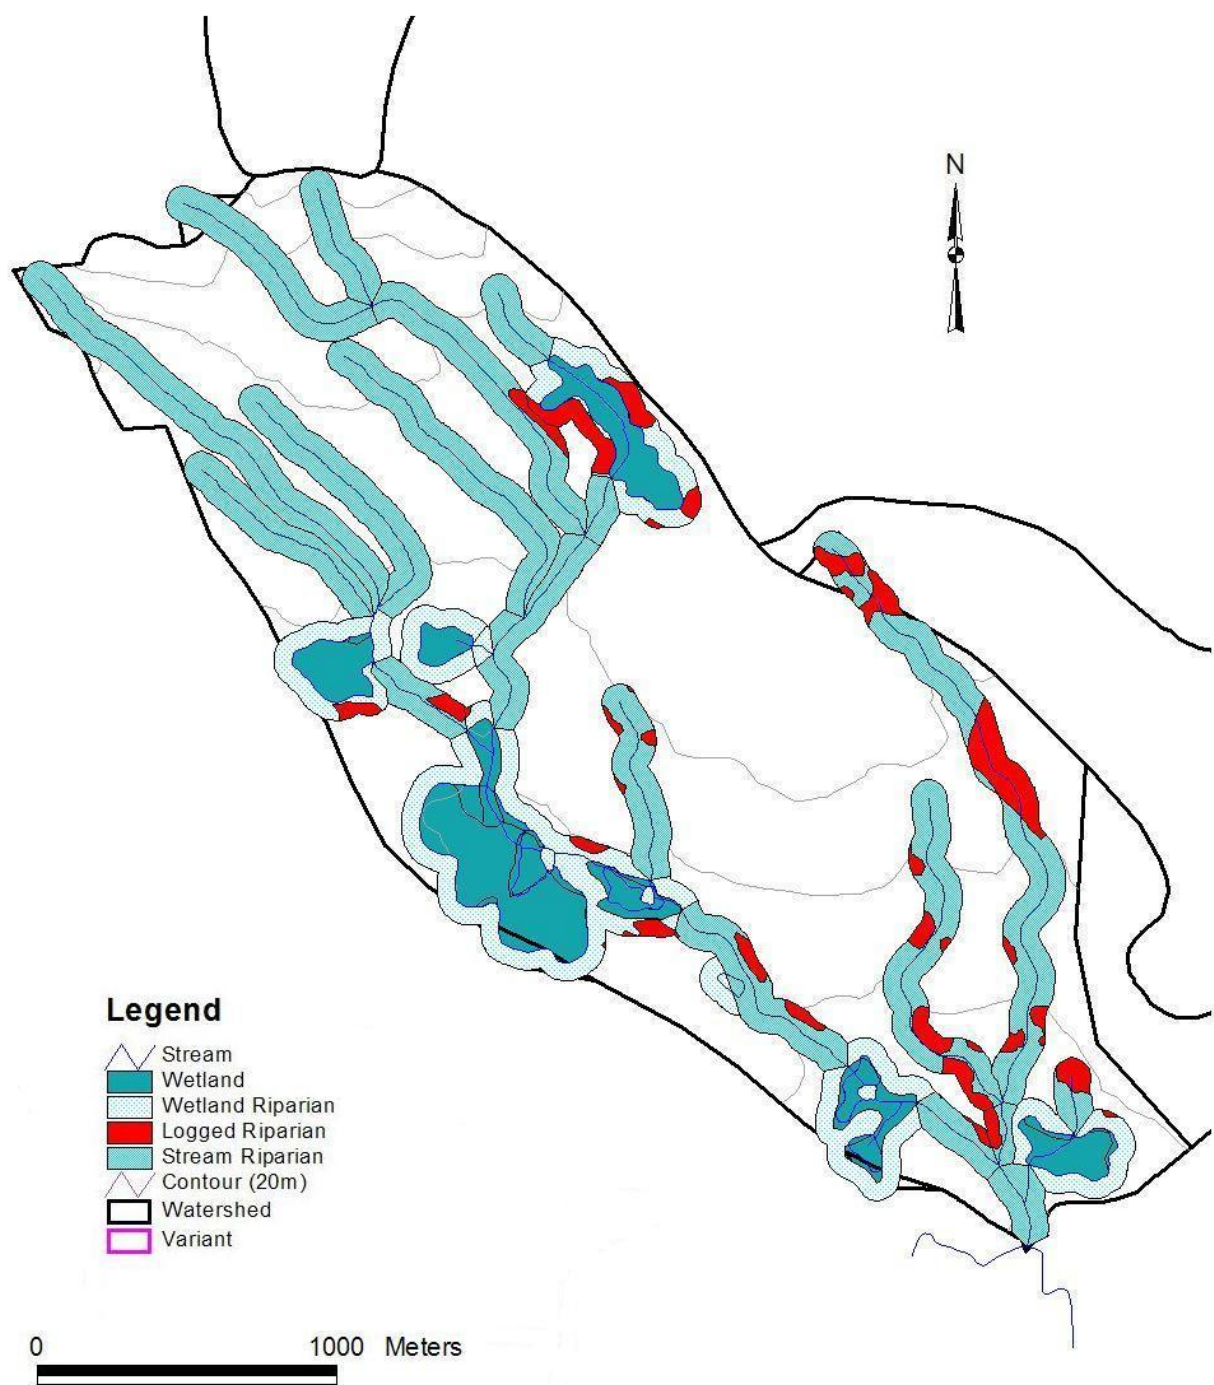 N
Legend
Stream
Wetland
Wetland Riparian
Logged Riparian
Stream Riparian
Contour (20m)
Watershed
Variant
0 1000 Meters